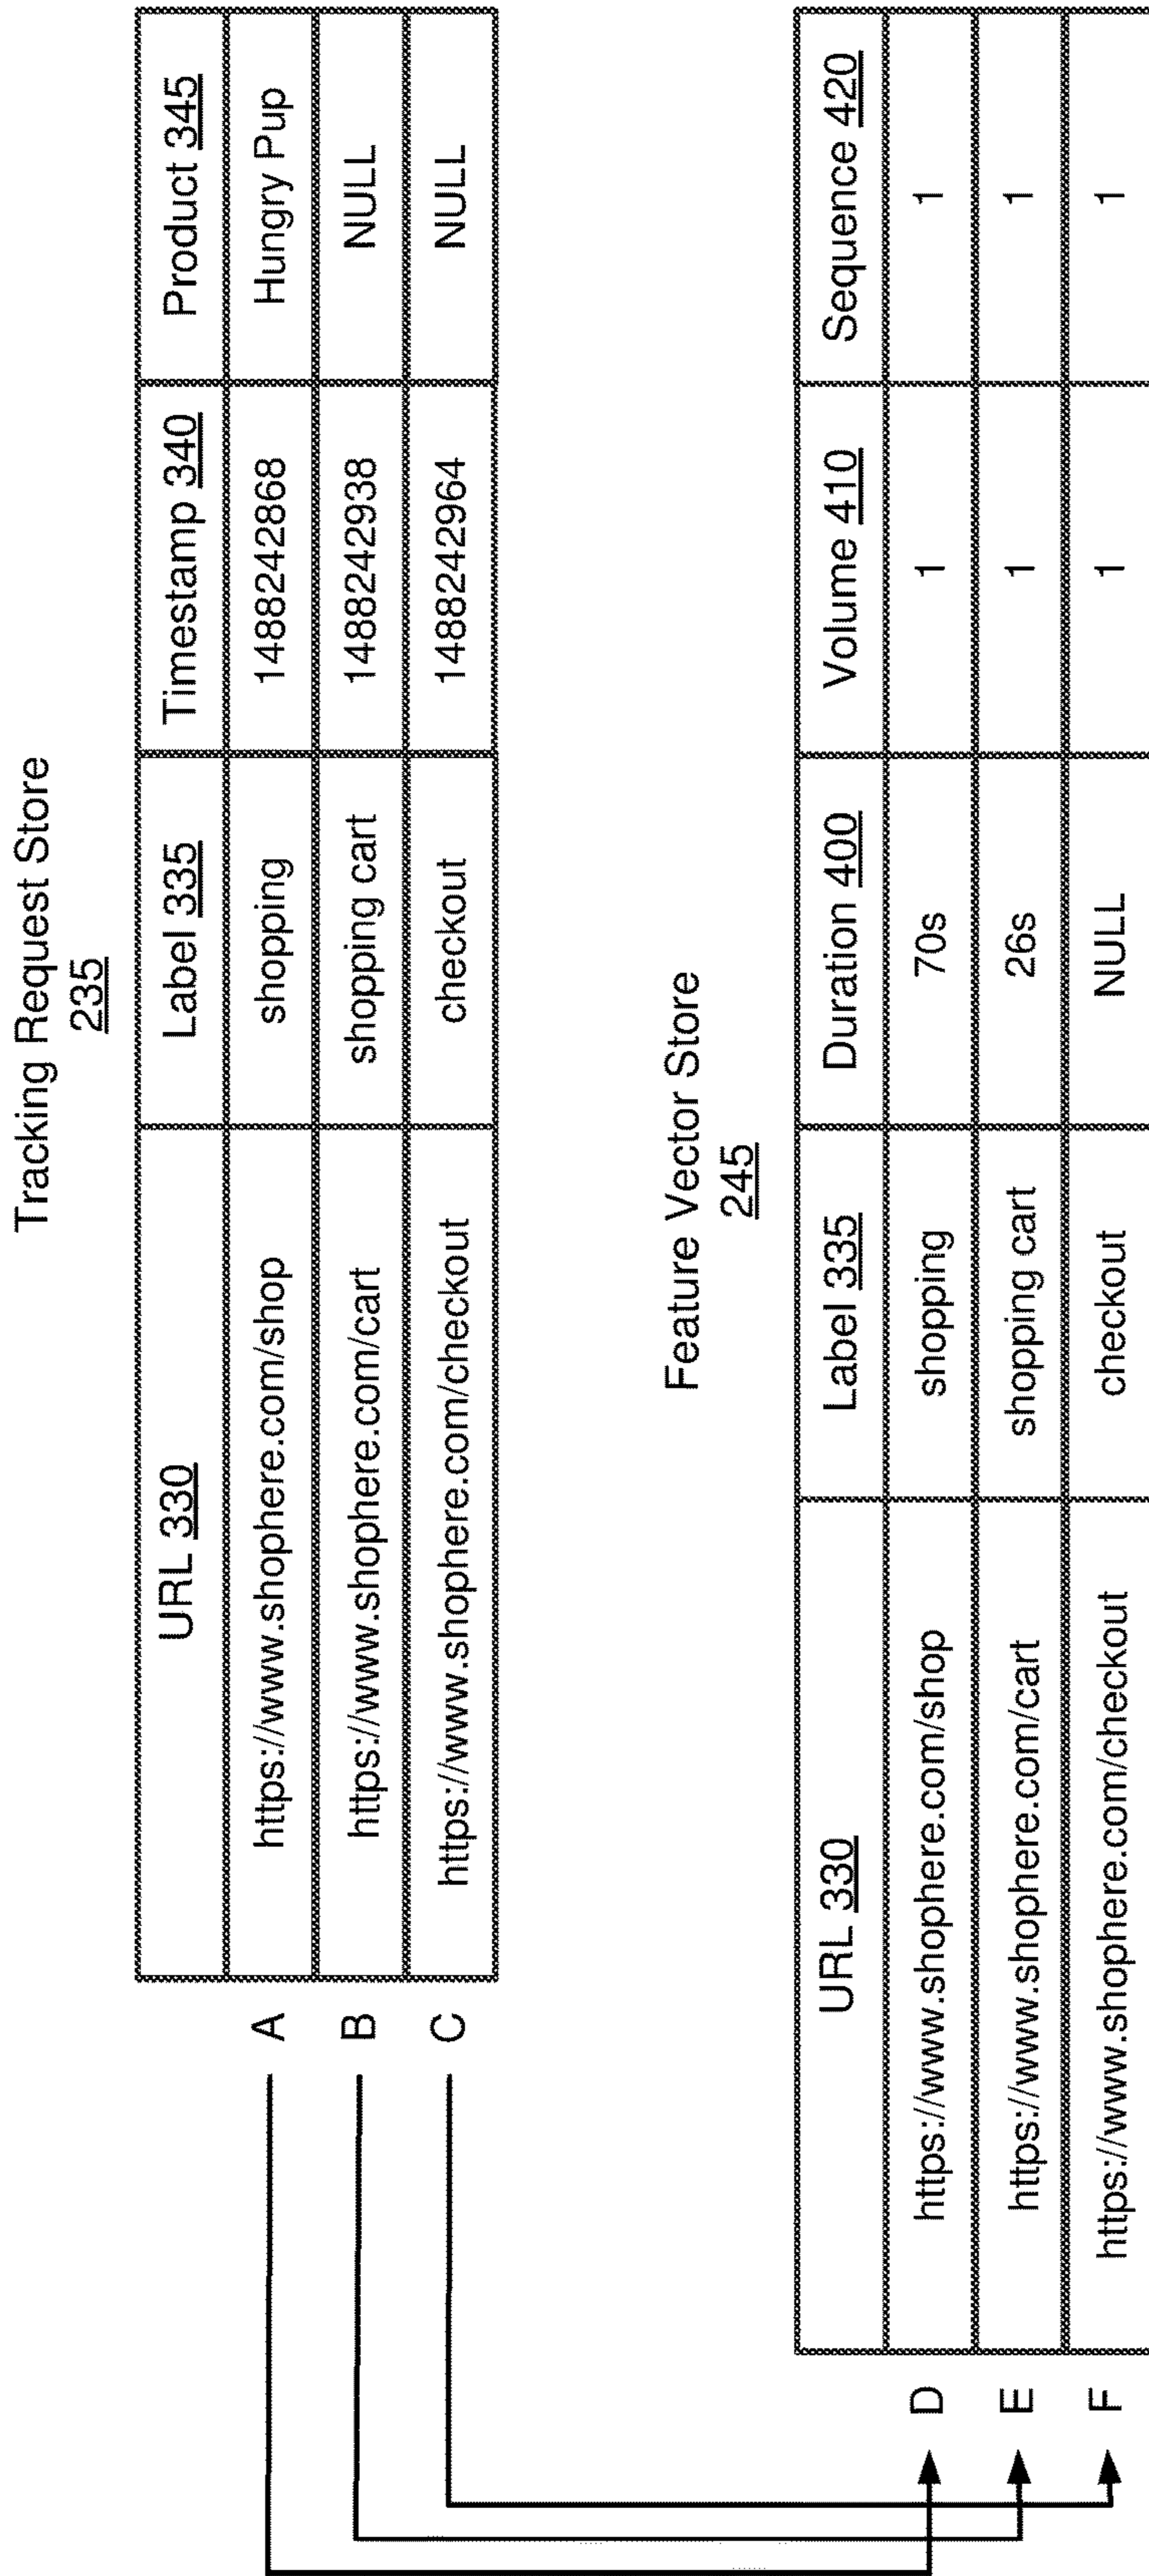 Tracking Request Store
235
URL 330 Label 335 Timestamp 340 Product 345
A https://www.shophere.com/shop shopping 1488242868 Hungry Pup
B https://www.shophere.com/cart shopping cart 1488242938 NULL
C https://www.shophere.com/checkout checkout 1488242964 NULL
Feature Vector Store
245
URL 330 Label 335 Duration 400 Volume 410 Sequence 420
D https://www.shophere.com/shop shopping 70s 1 1
E https://www.shophere.com/cart shopping cart 26s 1 1
F https://www.shophere.com/checkout checkout NULL 1 1